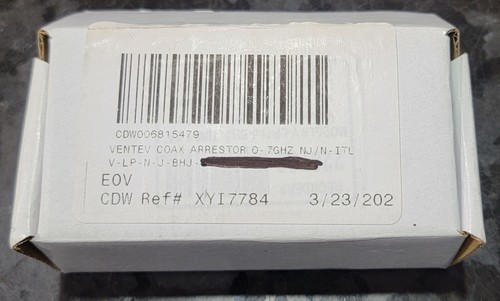 CDW006815479
VENTEV COAX ARRESTOR 0-7GHZ NJ/N-ITL
V-LP-N-J-BHJ-
EOV
CDW Ref# XYI7784 3/23/202